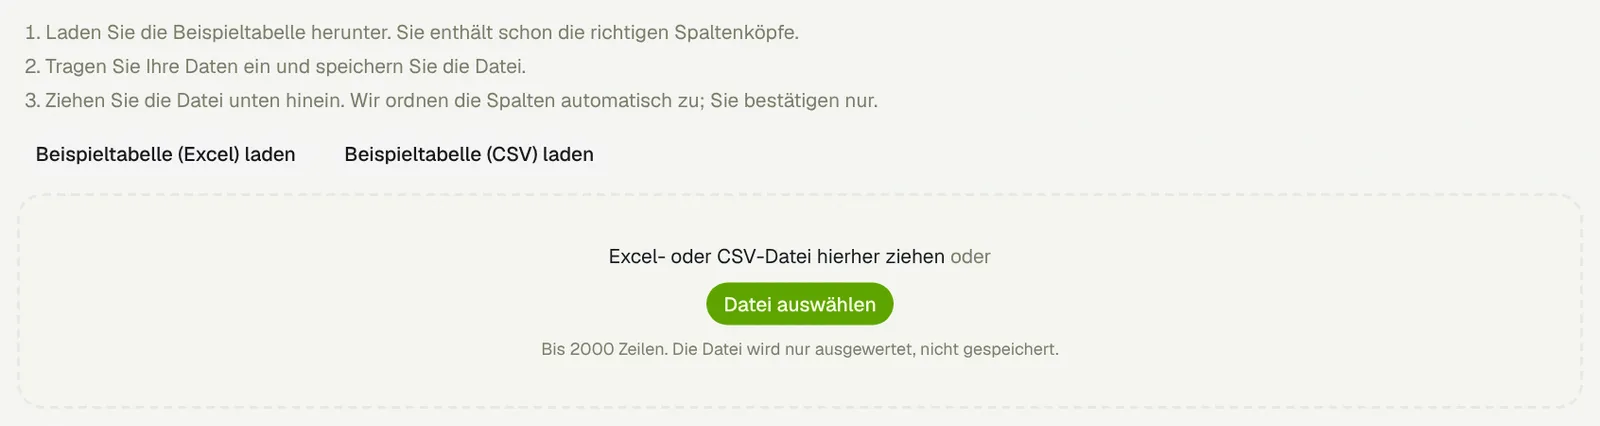 1. Laden Sie die Beispieltabelle herunter. Sie enthält schon die richtigen Spaltenköpfe.
2. Tragen Sie Ihre Daten ein und speichern Sie die Datei.
3. Ziehen Sie die Datei unten hinein. Wir ordnen die Spalten automatisch zu; Sie bestätigen nur.
Beispieltabelle (Excel) laden Beispieltabelle (CSV) laden
Excel- oder CSV-Datei hierher ziehen oder
Datei auswählen
Bis 2000 Zeilen. Die Datei wird nur ausgewertet, nicht gespeichert.